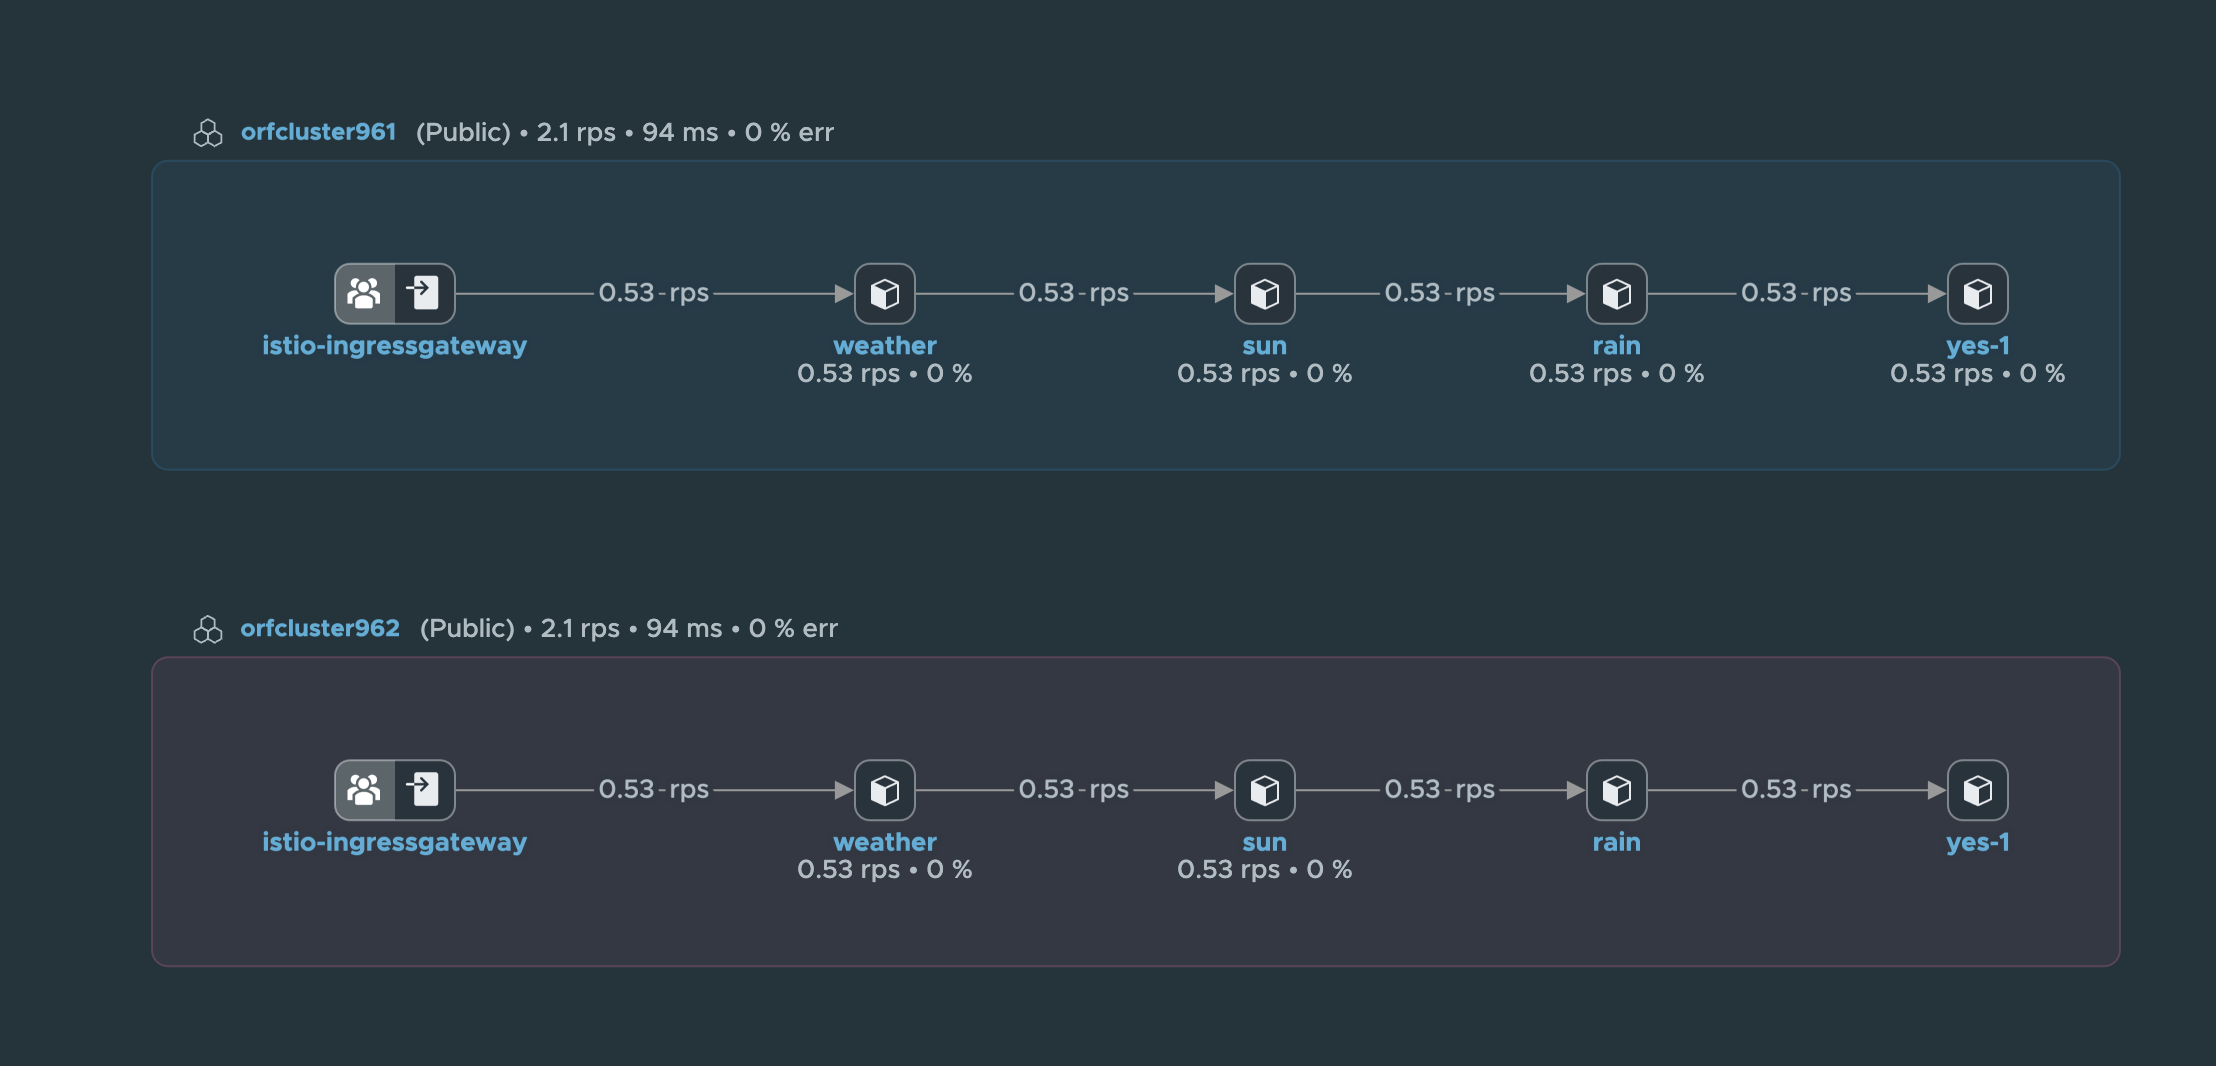 orfcluster961 (Public) • 2.1 rps • 94 ms • 0 % err
0.53-rps 0.53-rps 0.53-rps 0.53-rps
istio-ingressgateway weather sun rain yes-1
0.53 rps • 0 % 0.53 rps • 0 % 0.53 rps • 0 % 0.53 rps • 0 %
orfcluster962 (Public) • 2.1 rps • 94 ms • 0 % err
0.53-rps 0.53-rps 0.53-rps 0.53-rps
istio-ingressgateway weather sun rain yes-1
0.53 rps • 0 % 0.53 rps • 0 %